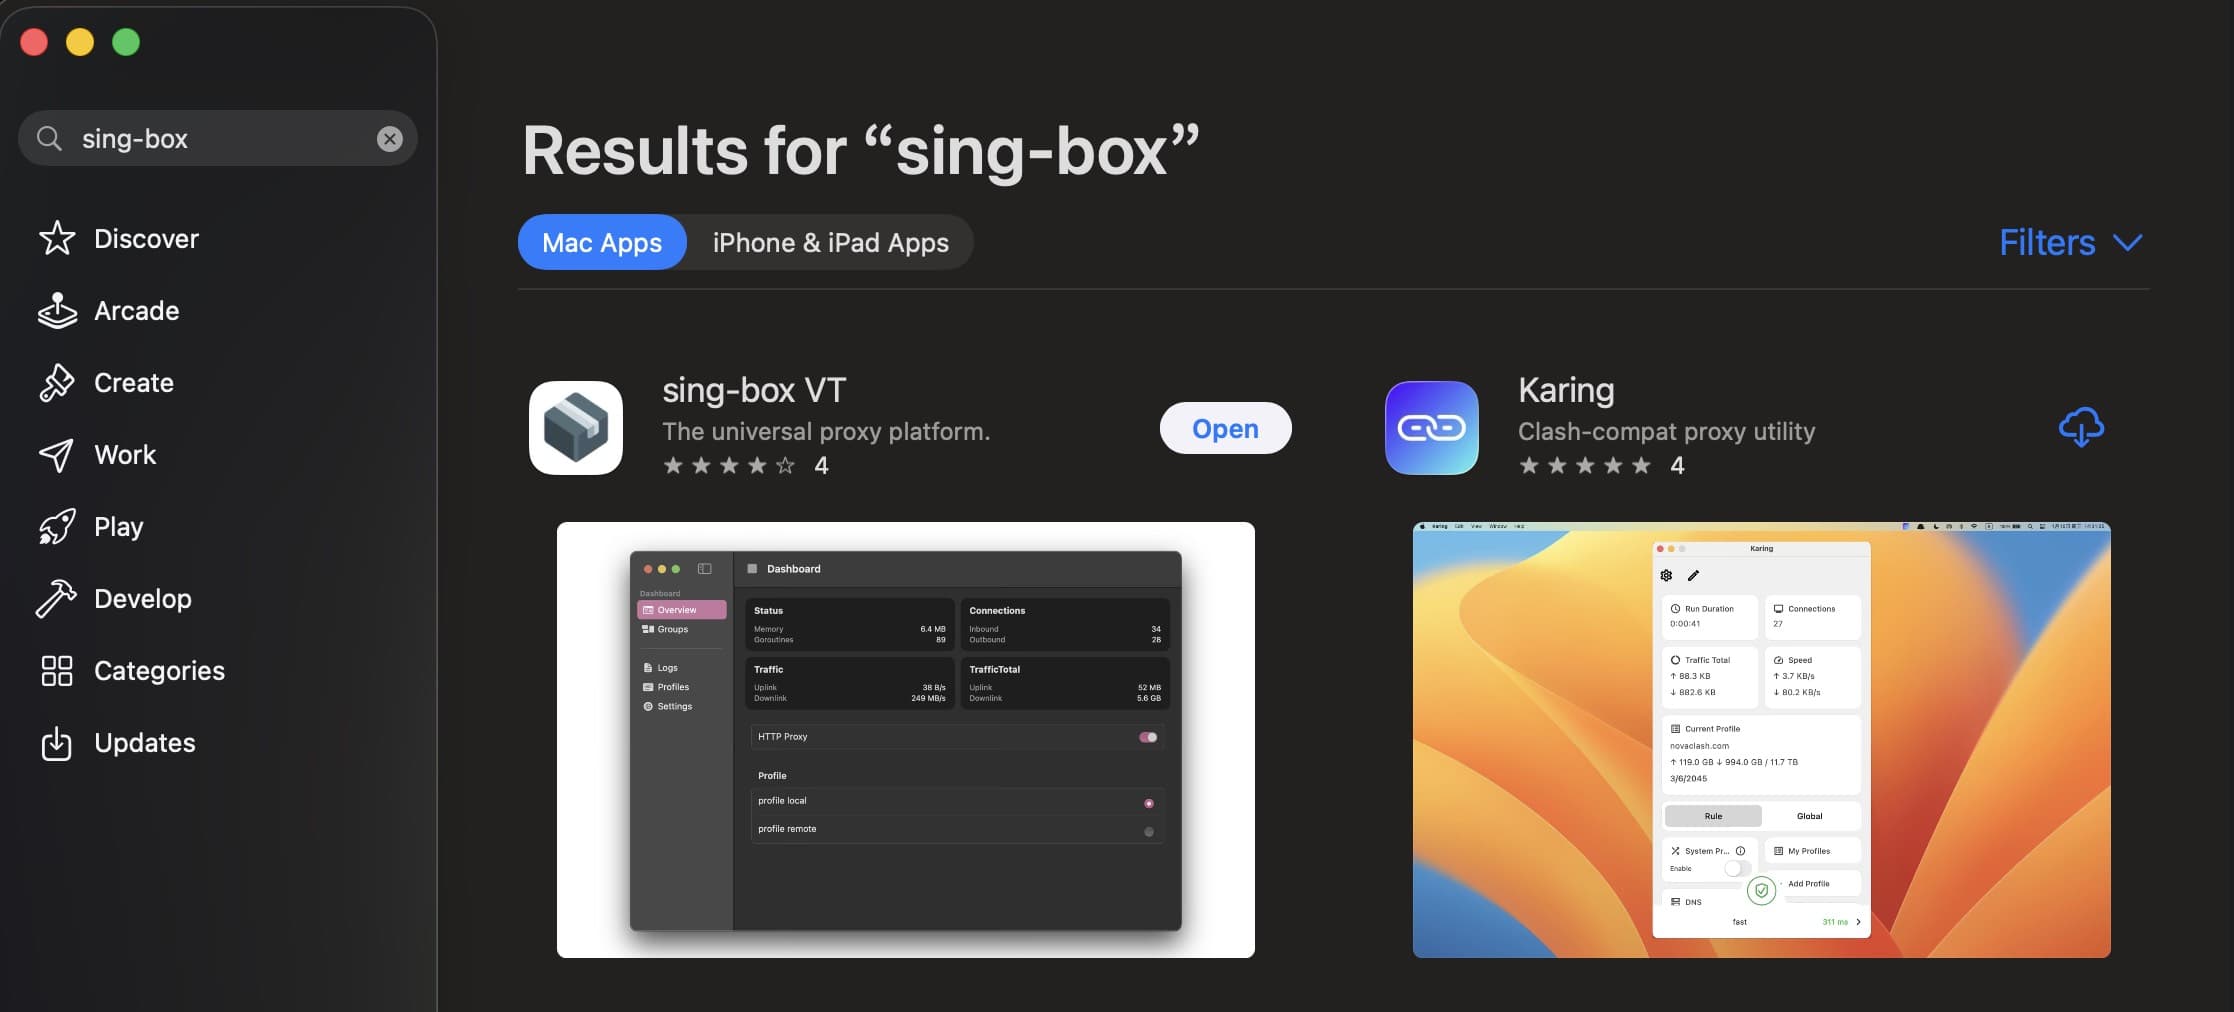 sing-box
Discover
Arcade
Create
Work
Play
Develop
Categories
Updates
Results for “sing-box”
Mac Apps
iPhone & iPad Apps
Filters
sing-box VT
The universal proxy platform.
4
Open
Karing
Clash-compat proxy utility
4
Dashboard
Overview
Groups
Logs
Profiles
Settings
Dashboard
Status
Memory 6.4 MB
Goroutines 89
Connections
Inbound 34
Outbound 28
Traffic
Uplink 38 B/s
Downlink 249 MB/s
TrafficTotal
Uplink 52 MB
Downlink 5.6 GB
HTTP Proxy
Profile
profile local
profile remote
Karing Edit View Window Help
Karing
Run Duration
0:00:41
Connections
27
Traffic Total
↑ 88.3 KB
↓ 882.6 KB
Speed
↑ 3.7 KB/s
↓ 80.2 KB/s
Current Profile
novaclash.com
↑ 119.0 GB ↓ 994.0 GB / 11.7 TB
3/6/2045
Rule
Global
System Pr...
Enable
My Profiles
Add Profile
DNS
fast
311 ms